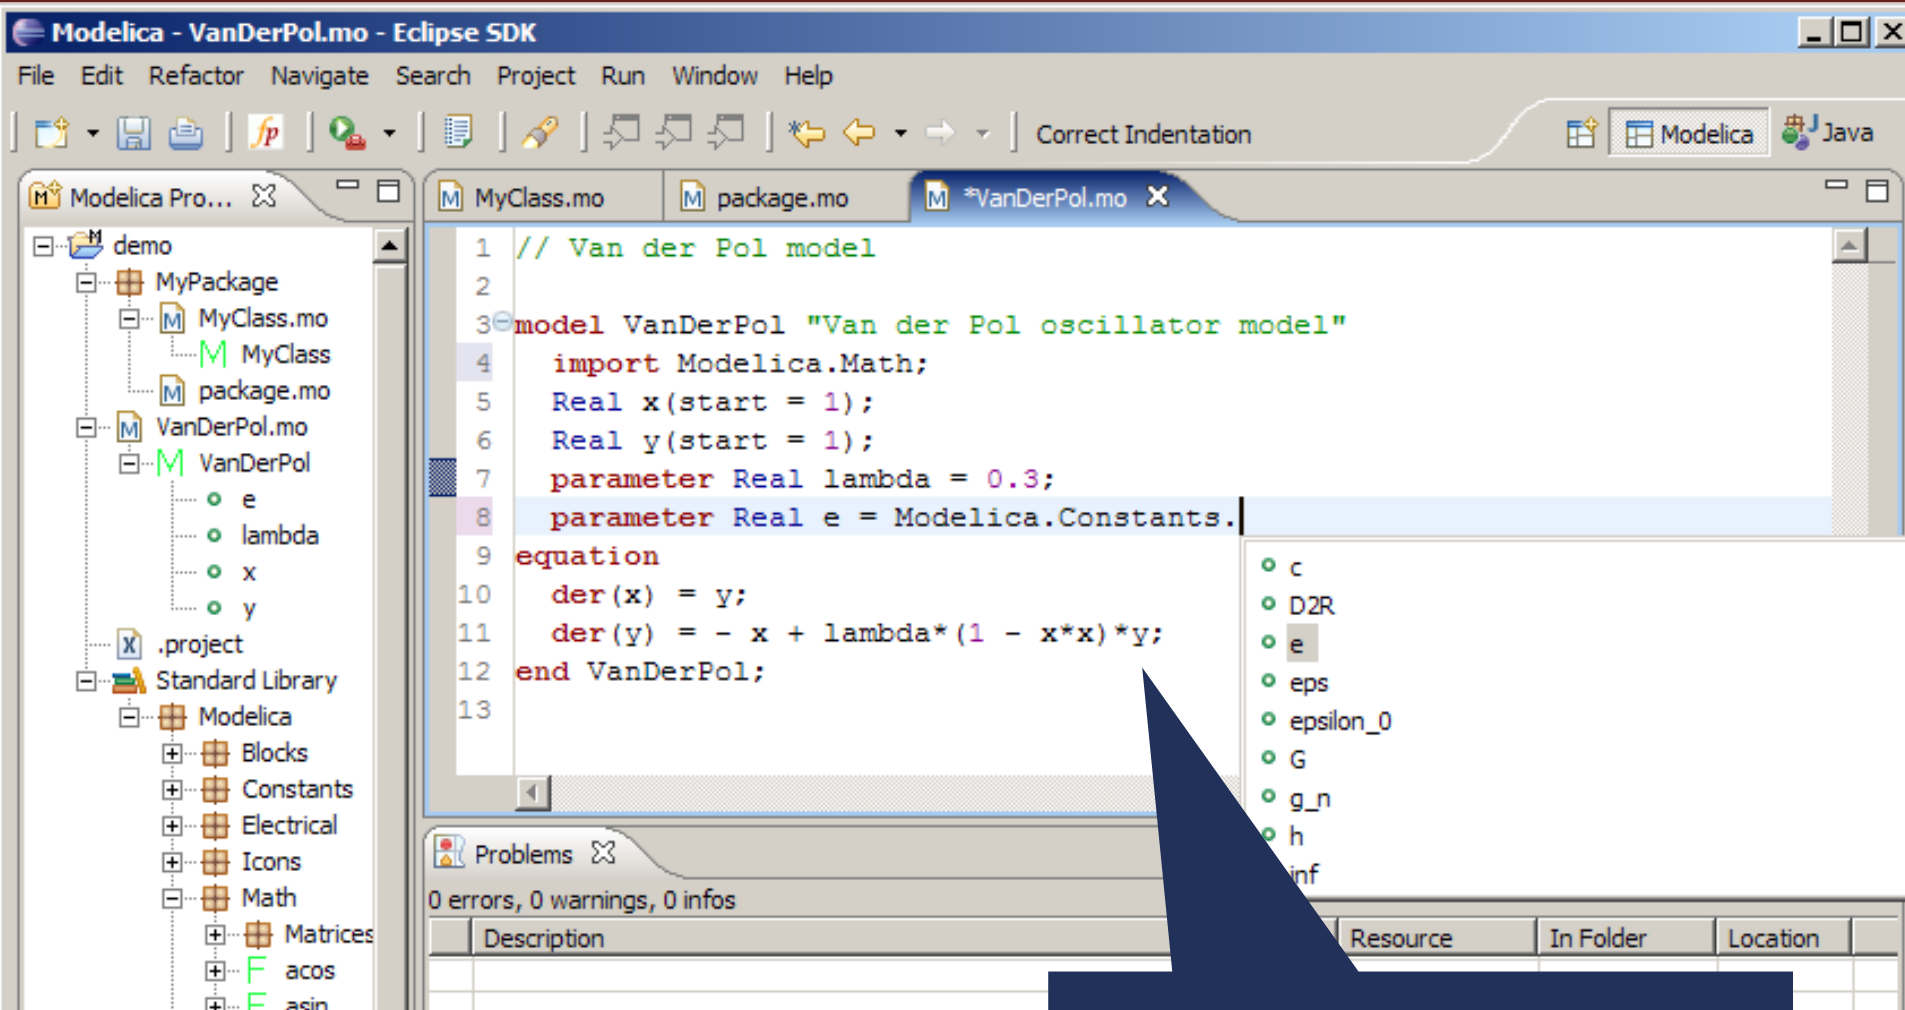 Modelica - VanDerPol.mo - Eclipse SDK
File Edit Refactor Navigate Search Project Run Window Help
fp Correct Indentation Modelica Java
Modelica Pro...
MyClass.mo package.mo *VanDerPol.mo
demo
MyPackage
MyClass.mo
MyClass
package.mo
VanDerPol.mo
VanDerPol
e
lambda
x
y
.project
Standard Library
Modelica
Blocks
Constants
Electrical
Icons
Math
Matrices
acos
asin
1 // Van der Pol model
2
3 model VanDerPol "Van der Pol oscillator model"
4 import Modelica.Math;
5 Real x(start = 1);
6 Real y(start = 1);
7 parameter Real lambda = 0.3;
8 parameter Real e = Modelica.Constants.
9 equation
10 der(x) = y;
11 der(y) = - x + lambda*(1 - x*x)*y;
12 end VanDerPol;
13
c
D2R
e
eps
epsilon_0
G
g_n
h
inf
Problems
0 errors, 0 warnings, 0 infos
Description Resource In Folder Location